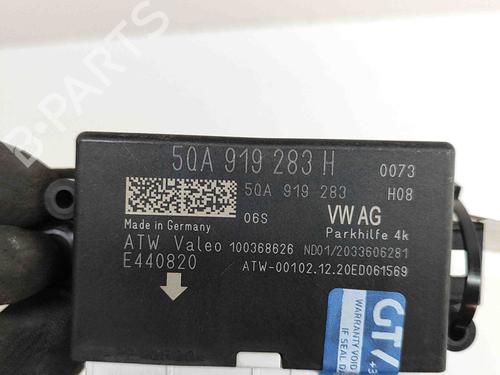 5QA 919 283 H 0073
5QA 919 283 H08
06S VW AG
Made in Germany Parkhilfe 4k
ATW Valeo 100368626 ND01/2033606281
E440820 ATW-00102.12.20ED061569
GT/
WARRANTY VOID
IF SEAL
B-PARTS